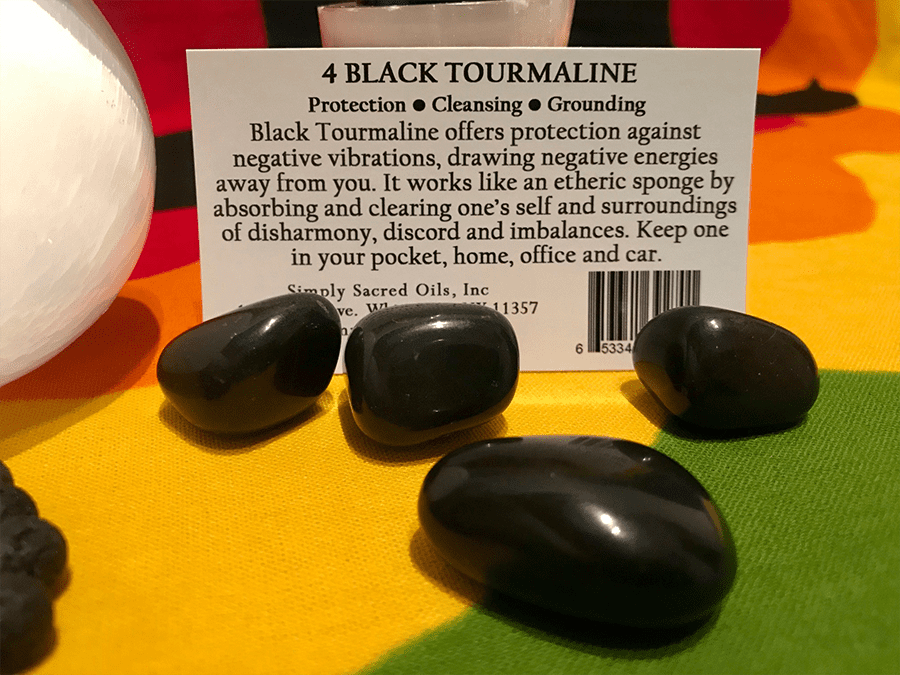 4 BLACK TOURMALINE
Protection ● Cleansing ● Grounding
Black Tourmaline offers protection against
negative vibrations, drawing negative energies
away from you. It works like an etheric sponge by
absorbing and clearing one's self and surroundings
of disharmony, discord and imbalances. Keep one
in your pocket, home, office and car.
Simply Sacred Oils, Inc
11357
6 5334